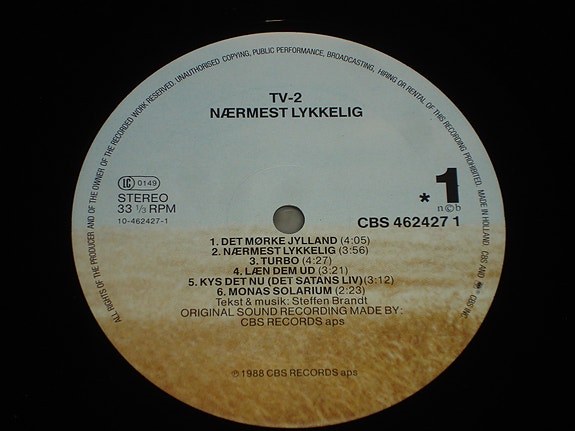 ALL RIGHTS OF THE PRODUCER AND OF THE OWNER OF THE RECORDED WORK RESERVED. UNAUTHORISED COPYING, PUBLIC PERFORMANCE, BROADCASTING, HIRING OR RENTAL OF THIS RECORDING PROHIBITED. MADE IN HOLLAND. CBS AND ARE ® CBS INC.
TV-2
NÆRMEST LYKKELIG
LC 0149
STEREO
33 ⅓ RPM
10-462427-1
* 1
n©b
CBS 462427 1
1. DET MØRKE JYLLAND (4:05)
2. NÆRMEST LYKKELIG (3:56)
3. TURBO (4:27)
4. LÆN DEM UD (3:21)
5. KYS DET NU (DET SATANS LIV) (3:12)
6. MONAS SOLARIUM (2:23)
Tekst & musik: Steffen Brandt
ORIGINAL SOUND RECORDING MADE BY:
CBS RECORDS aps
℗ 1988 CBS RECORDS aps